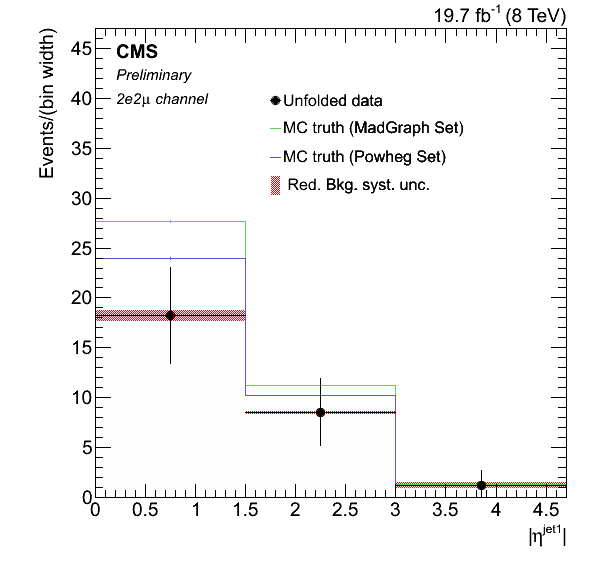 19.7 fb⁻¹ (8 TeV)
Events/(bin width)
CMS
Preliminary
2e2μ channel
Unfolded data
MC truth (MadGraph Set)
MC truth (Powheg Set)
Red. Bkg. syst. unc.
45
40
35
30
25
20
15
10
5
0
0 0.5 1 1.5 2 2.5 3 3.5 4 4.5
|η^jet1|